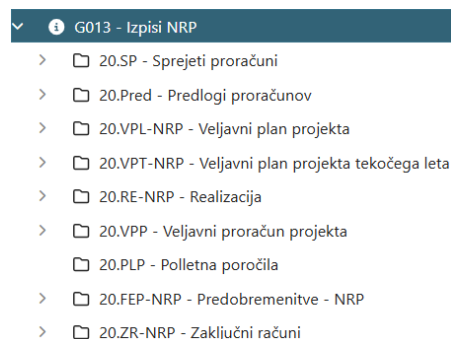 G013 - Izpisi NRP
20.SP - Sprejeti proračuni
20.Pred - Predlogi proračunov
20.VPL-NRP - Veljavni plan projekta
20.VPT-NRP - Veljavni plan projekta tekočega leta
20.RE-NRP - Realizacija
20.VPP - Veljavni proračun projekta
20.PLP - Polletna poročila
20.FEP-NRP - Predobremenitve - NRP
20.ZR-NRP - Zaključni računi